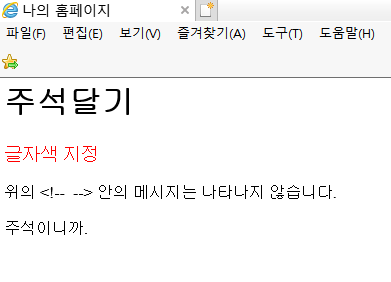 나의 홈페이지
파일(F) 편집(E) 보기(V) 즐겨찾기(A) 도구(T) 도움말(H)
주석달기
글자색 지정
위의 <!-- --> 안의 메시지는 나타나지 않습니다.
주석이니까.